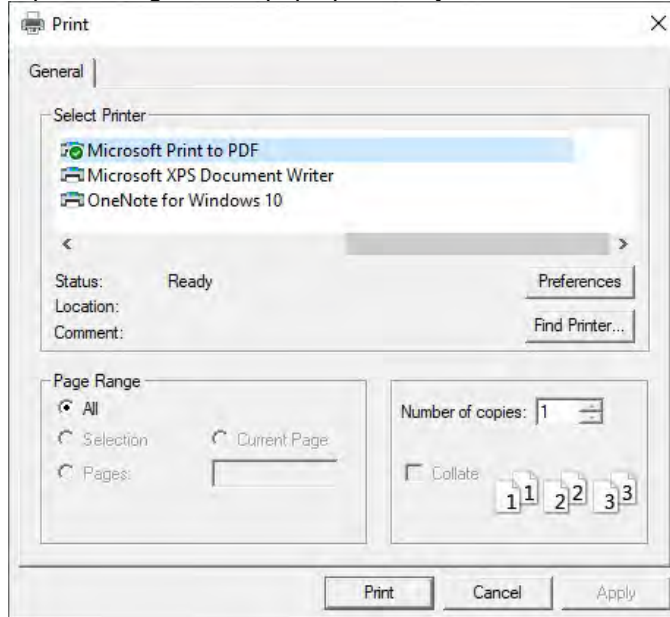 Print
General
Select Printer
Microsoft Print to PDF
Microsoft XPS Document Writer
OneNote for Windows 10
Status: Ready
Preferences
Location:
Comment:
Find Printer...
Page Range
All
Selection
Current Page
Pages:
Number of copies: 1
Collate
1 1 2 2 3 3
Print
Cancel
Apply